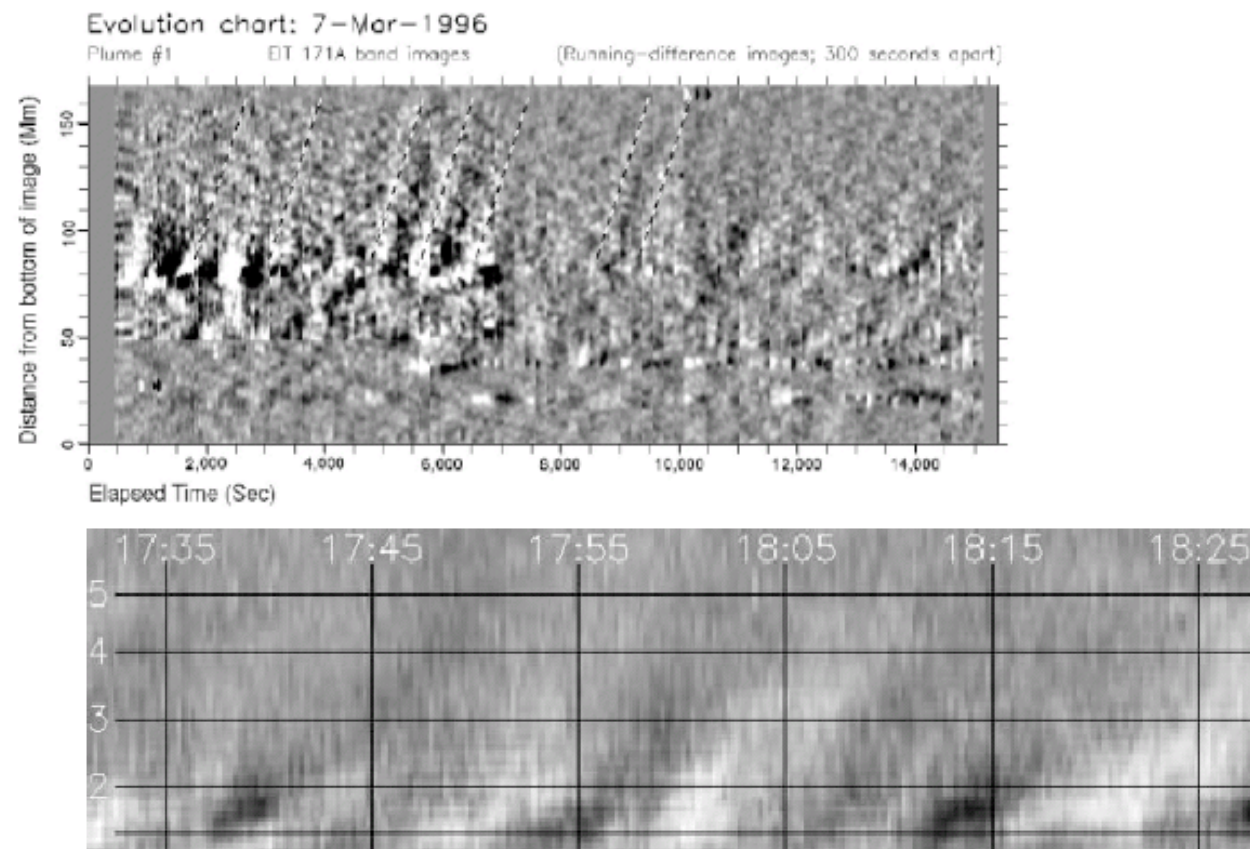 Evolution chart: 7-Mar-1996
Plume #1 EIT 171A band images (Running-difference images; 300 seconds apart)
Distance from bottom of image (Mm)
150
100
50
0
0 2,000 4,000 6,000 8,000 10,000 12,000 14,000
Elapsed Time (Sec)
17:35 17:45 17:55 18:05 18:15 18:25
5
4
3
2